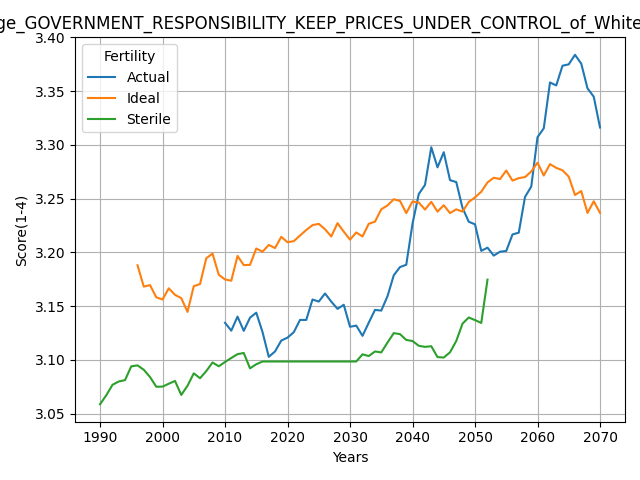 ge_GOVERNMENT_RESPONSIBILITY_KEEP_PRICES_UNDER_CONTROL_of_White
Fertility
Actual
Ideal
Sterile
3.40
3.35
3.30
3.25
3.20
3.15
3.10
3.05
Score(1-4)
1990 2000 2010 2020 2030 2040 2050 2060 2070
Years